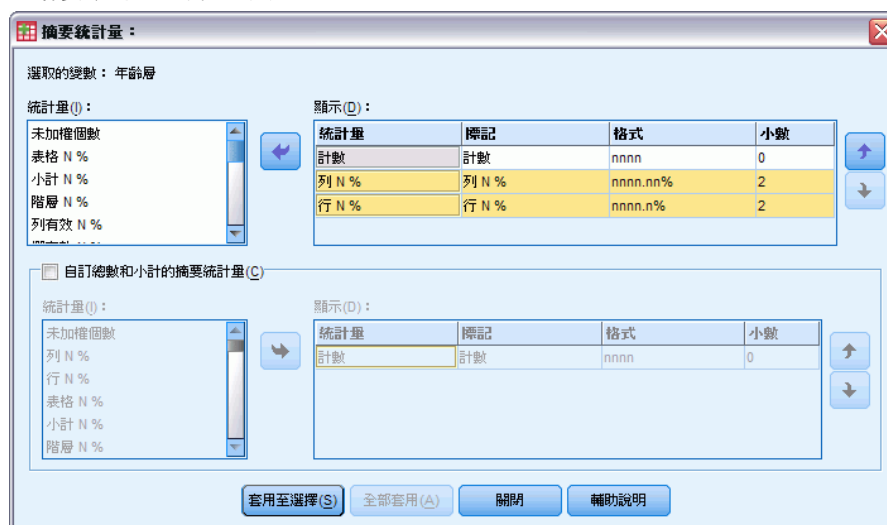 摘要統計量：
選取的變數： 年齡層
統計量(I)：
未加權個數
表格 N %
小計 N %
階層 N %
列有效 N %
顯示(D)：
統計量 標記 格式 小數
計數 計數 nnnn 0
列 N % 列 N % nnnn.nn% 2
行 N % 行 N % nnnn.n% 2
自訂總數和小計的摘要統計量(C)
統計量(I)：
未加權個數
列 N %
行 N %
表格 N %
小計 N %
階層 N %
顯示(D)：
統計量 標記 格式 小數
計數 計數 nnnn 0
套用至選擇(S) 全部套用(A) 關閉 輔助說明